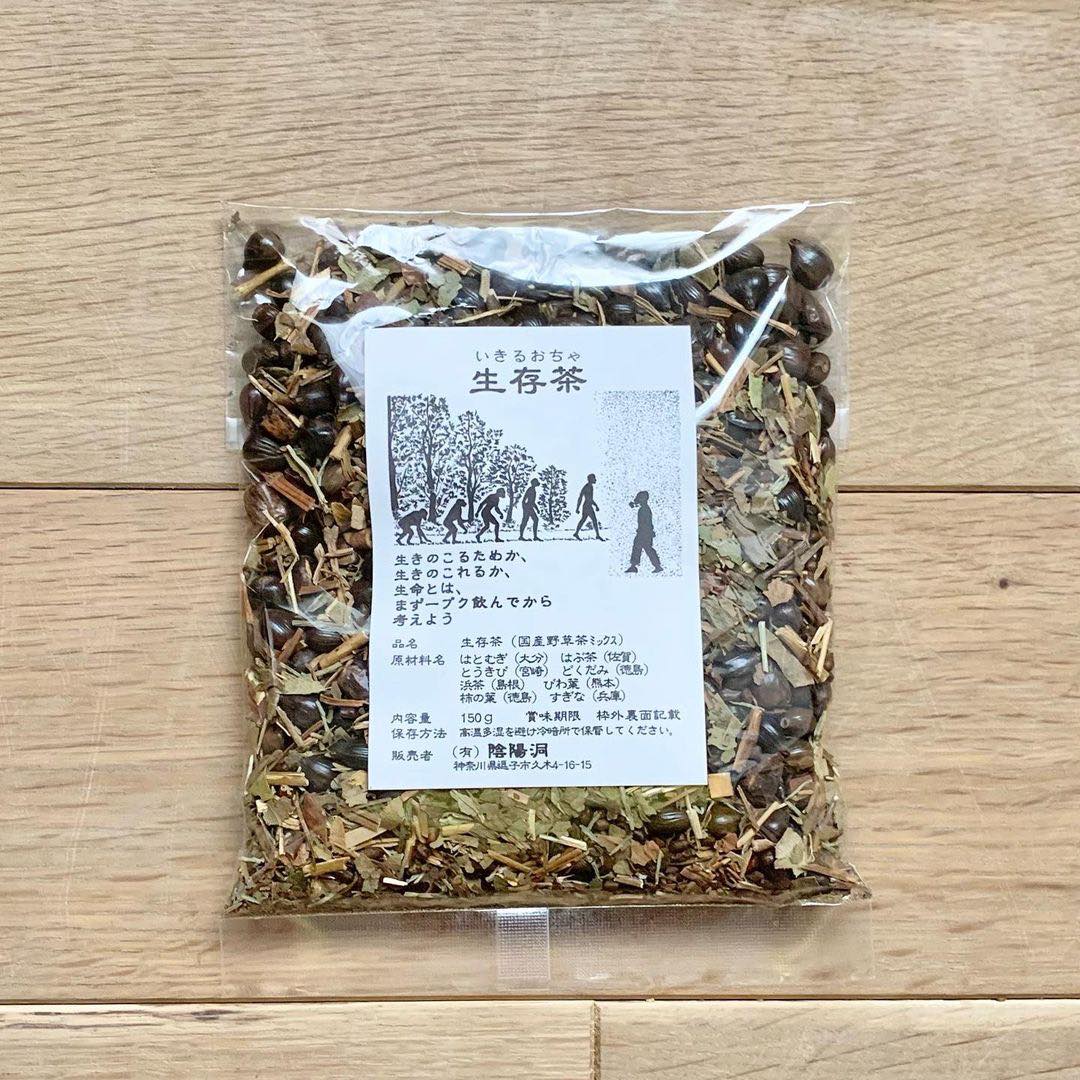 いきるおちゃ
生存茶
生きのこるためか、
生きのこれるか、
生命とは、
まず一プク飲んでから
考えよう
品名 生存茶（国産野草茶ミックス）
原材料名 はとむぎ（大分） はぶ茶（佐賀）
とうきび（宮崎） どくだみ（徳島）
浜茶（島根） びわ葉（熊本）
柿の葉（徳島） すぎな（兵庫）
内容量 150g 賞味期限 枠外裏面記載
保存方法 高温多湿を避け冷暗所で保管してください。
販売者 （有）陰陽洞
神奈川県逗子市久木4-16-15